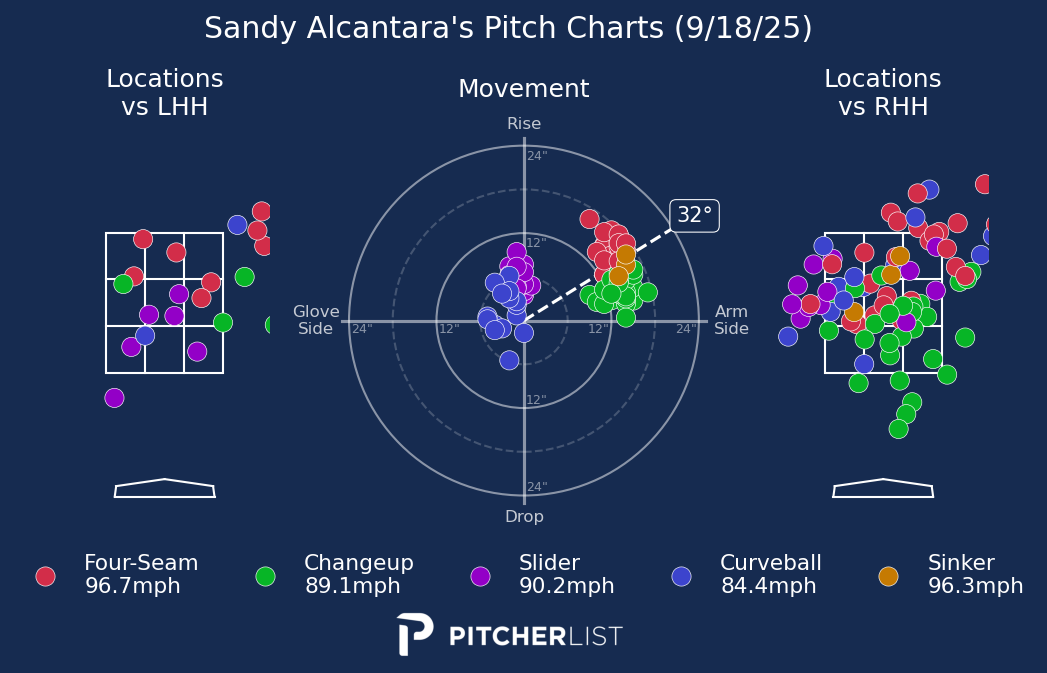 Sandy Alcantara's Pitch Charts (9/18/25)
Locations
vs LHH
Movement
Locations
vs RHH
Rise
24"
32°
12"
Glove
Side
24"
12"
12"
24"
Arm
Side
12"
24"
Drop
Four-Seam
96.7mph
Changeup
89.1mph
Slider
90.2mph
Curveball
84.4mph
Sinker
96.3mph
PITCHERLIST